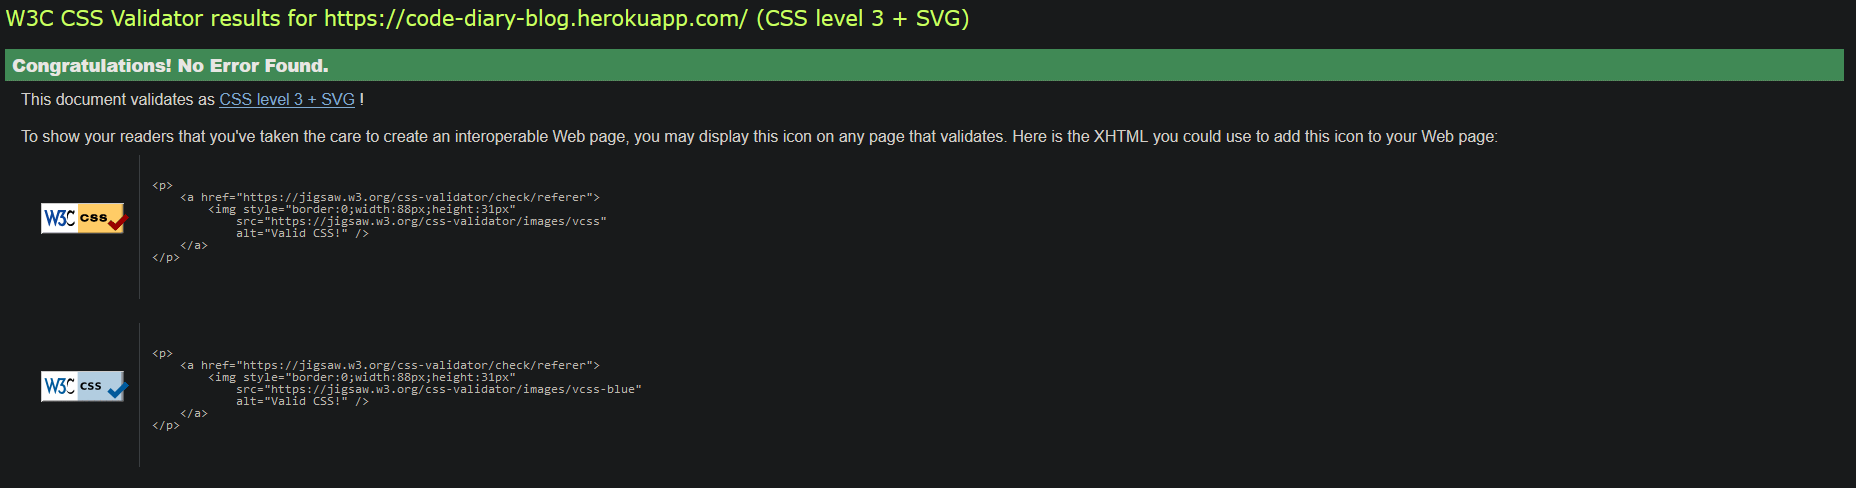 W3C CSS Validator results for https://code-diary-blog.herokuapp.com/ (CSS level 3 + SVG)
Congratulations! No Error Found.
This document validates as CSS level 3 + SVG !
To show your readers that you've taken the care to create an interoperable Web page, you may display this icon on any page that validates. Here is the XHTML you could use to add this icon to your Web page:
<p>
<a href="https://jigsaw.w3.org/css-validator/check/referer">
<img style="border:0;width:88px;height:31px"
W3C css
src="https://jigsaw.w3.org/css-validator/images/vcss"
alt="Valid CSS!" />
</a>
</p>
<p>
<a href="https://jigsaw.w3.org/css-validator/check/referer">
<img style="border:0;width:88px;height:31px"
W3C css
src="https://jigsaw.w3.org/css-validator/images/vcss-blue"
alt="Valid CSS!" />
</a>
</p>